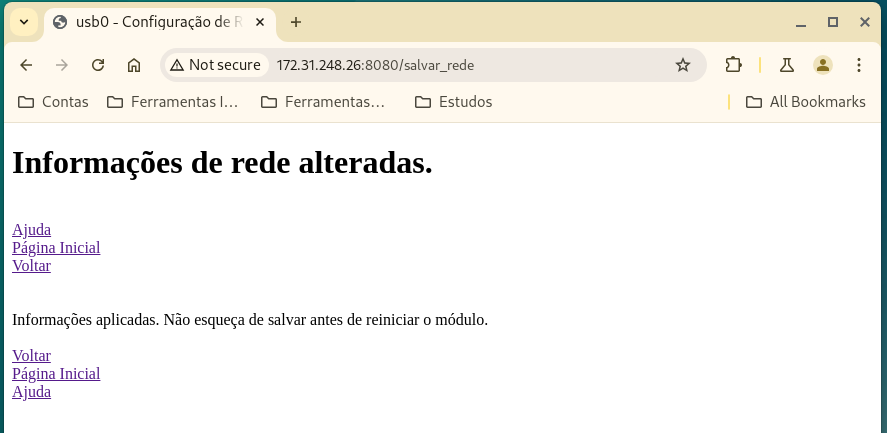 usb0 - Configuração de R
Not secure 172.31.248.26:8080/salvar_rede
Contas Ferramentas I... Ferramentas... Estudos All Bookmarks
Informações de rede alteradas.
Ajuda
Página Inicial
Voltar
Informações aplicadas. Não esqueça de salvar antes de reiniciar o módulo.
Voltar
Página Inicial
Ajuda